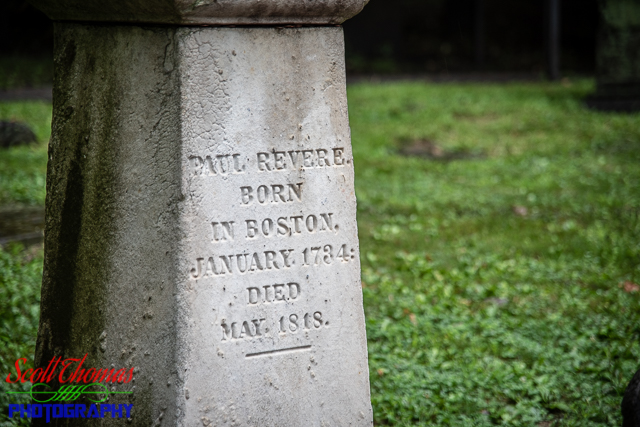 PAUL REVERE.
BORN
IN BOSTON,
JANUARY. 1734:
DIED
MAY. 1818.
Scott Thomas
PHOTOGRAPHY